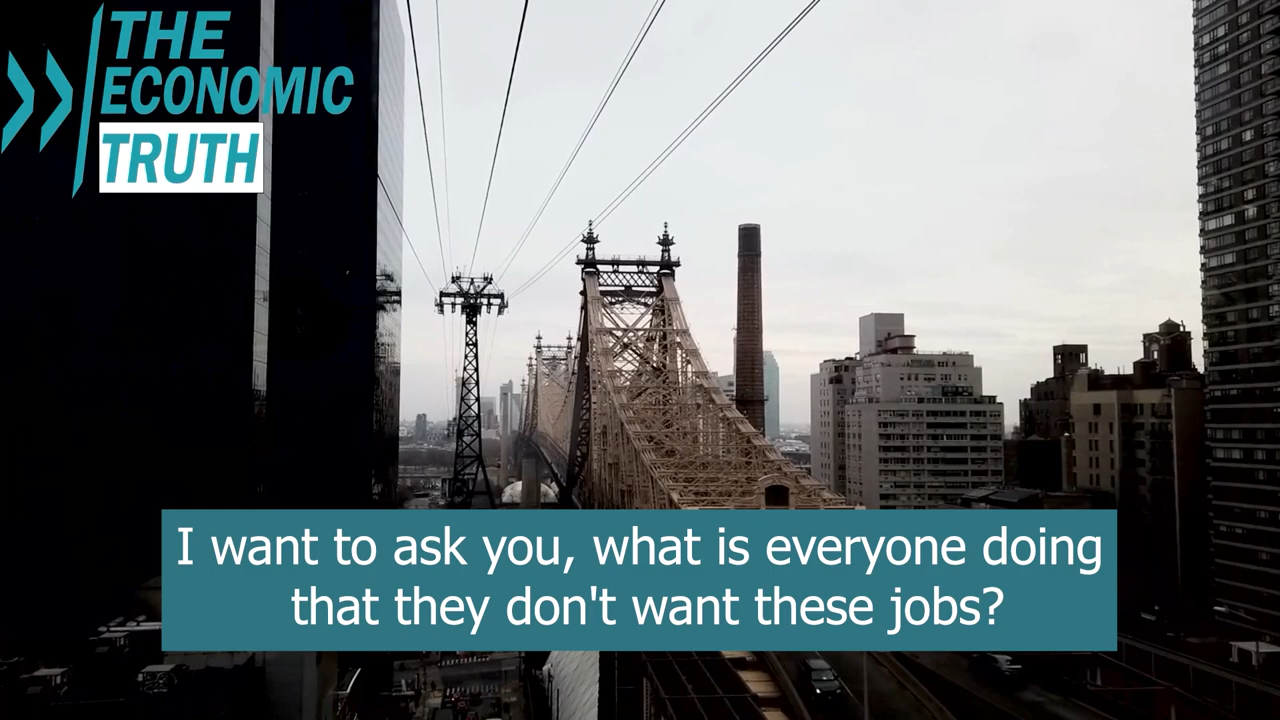 THE
ECONOMIC
TRUTH
I want to ask you, what is everyone doing
that they don't want these jobs?